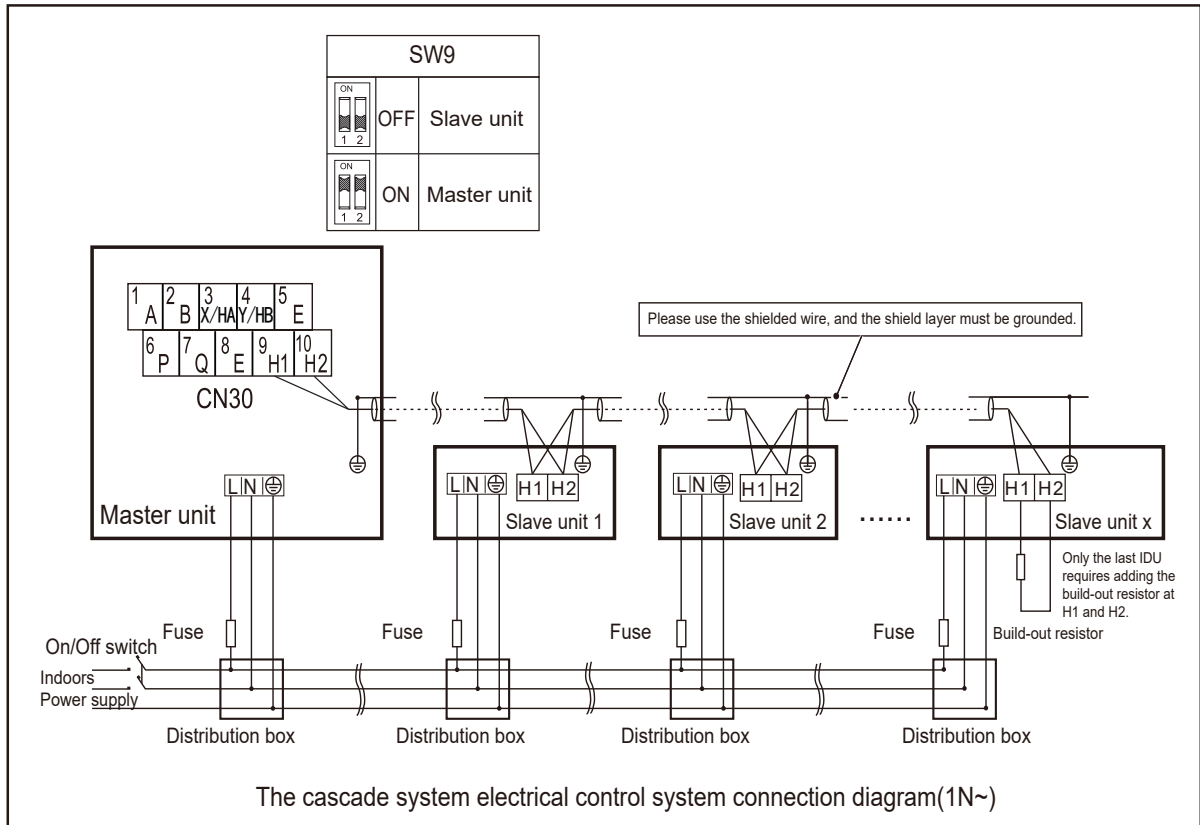 SW9
ON
1 2
OFF
Slave unit
ON
1 2
ON
Master unit
1 A
2 B
3 X/HA
4 Y/HB
5 E
6 P
7 Q
8 E
9 H1
10 H2
CN30
Please use the shielded wire, and the shield layer must be grounded.
L N
Master unit
L N
H1 H2
Slave unit 1
L N
H1 H2
Slave unit 2
......
L N
H1 H2
Slave unit x
Only the last IDU
requires adding the
build-out resistor at
H1 and H2.
Build-out resistor
Fuse
Fuse
Fuse
Fuse
On/Off switch
Indoors
Power supply
Distribution box
Distribution box
Distribution box
Distribution box
The cascade system electrical control system connection diagram(1N~)